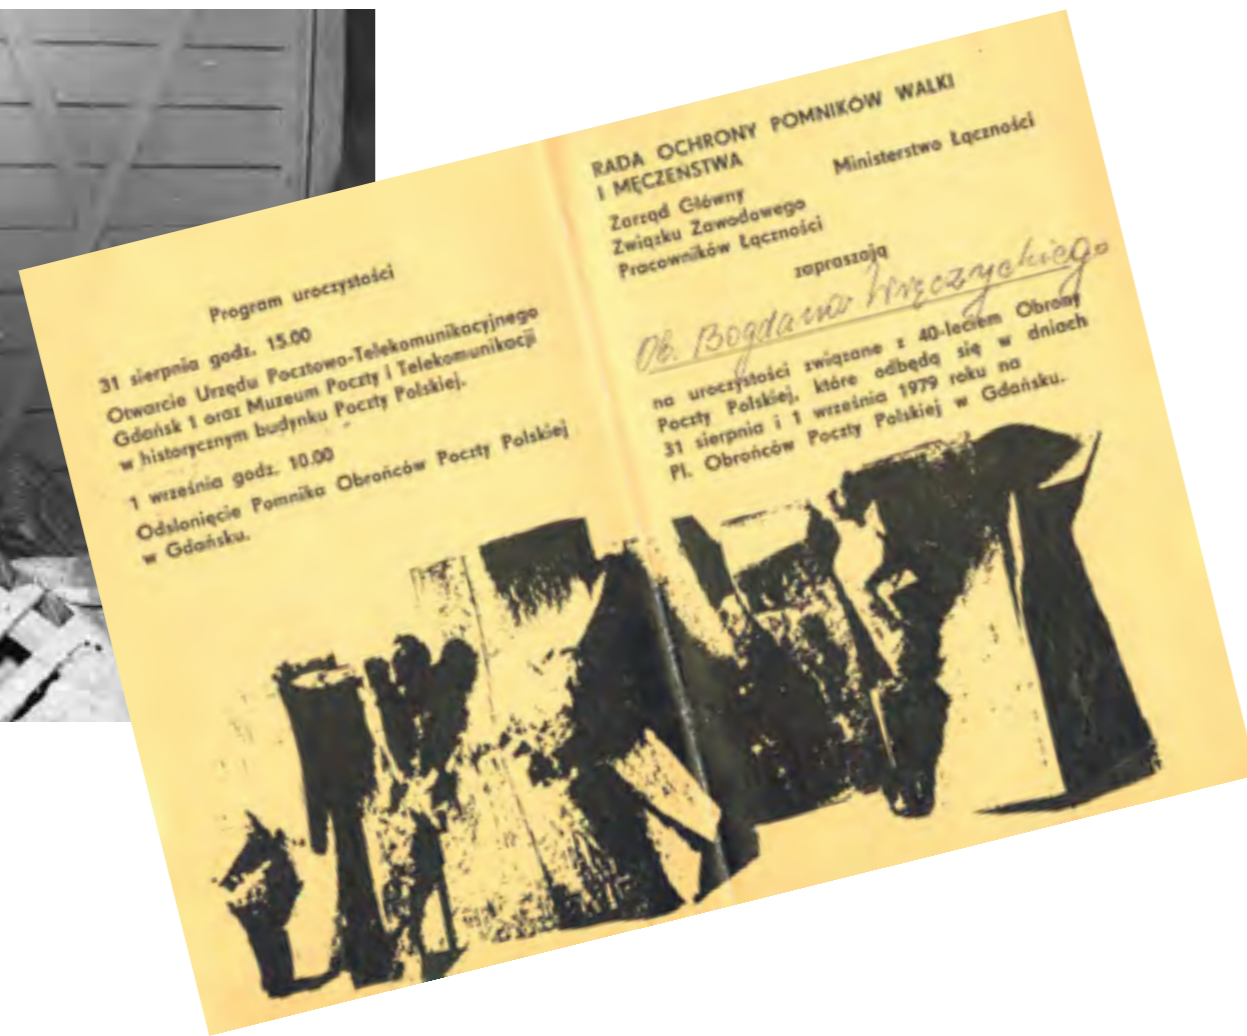 Program uroczystości
31 sierpnia godz. 15.00
Otwarcie Urzędu Pocztowo-Telekomunikacyjnego
Gdańsk 1 oraz Muzeum Poczty i Telekomunikacji
w historycznym budynku Poczty Polskiej.
1 września godz. 10.00
Odsłonięcie Pomnika Obrońców Poczty Polskiej
w Gdańsku.
RADA OCHRONY POMNIKÓW WALKI
I MĘCZENSTWA
Ministerstwo Łączności
Zarząd Główny
Związku Zawodowego
Pracowników Łączności
zapraszają
Ob. Bogdana Wręczyckiego
na uroczystości związane z 40-leciem Obrony
Poczty Polskiej, które odbędą się w dniach
31 sierpnia i 1 września 1979 roku na
Pl. Obrońców Poczty Polskiej w Gdańsku.